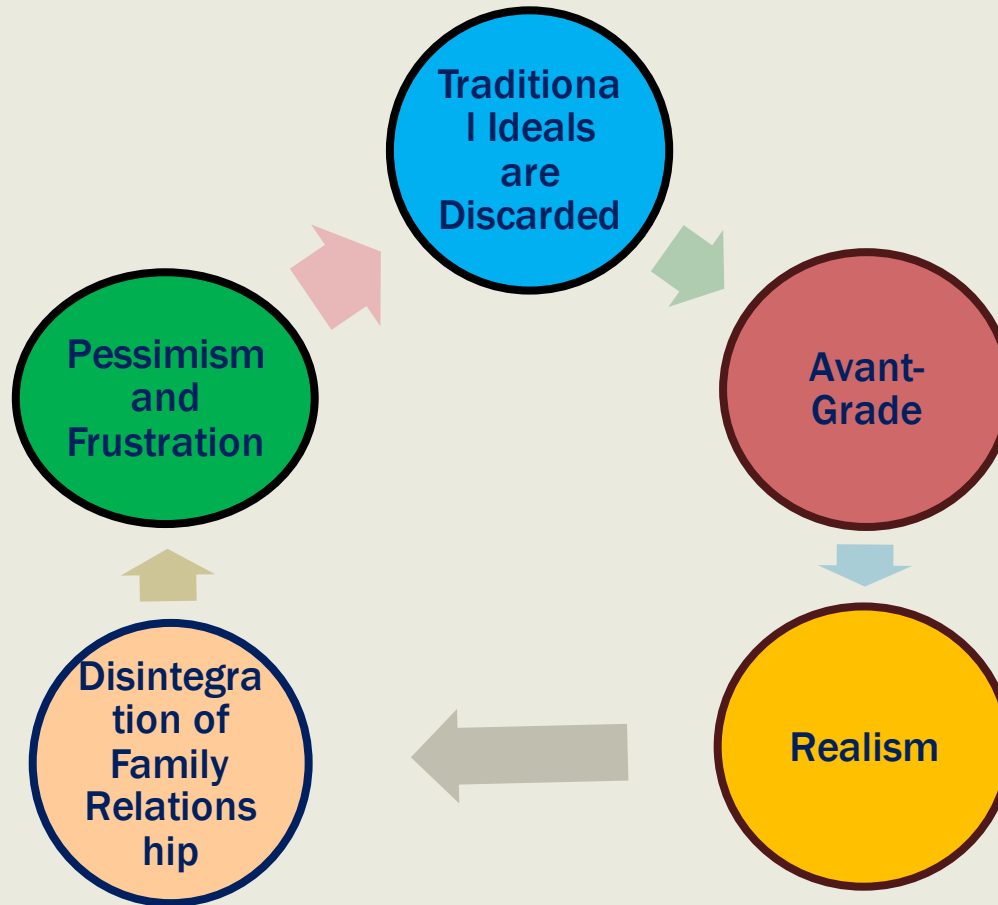 Traditiona
l Ideals
are
Discarded
Avant-
Grade
Realism
Disintegra
tion of
Family
Relations
hip
Pessimism
and
Frustration